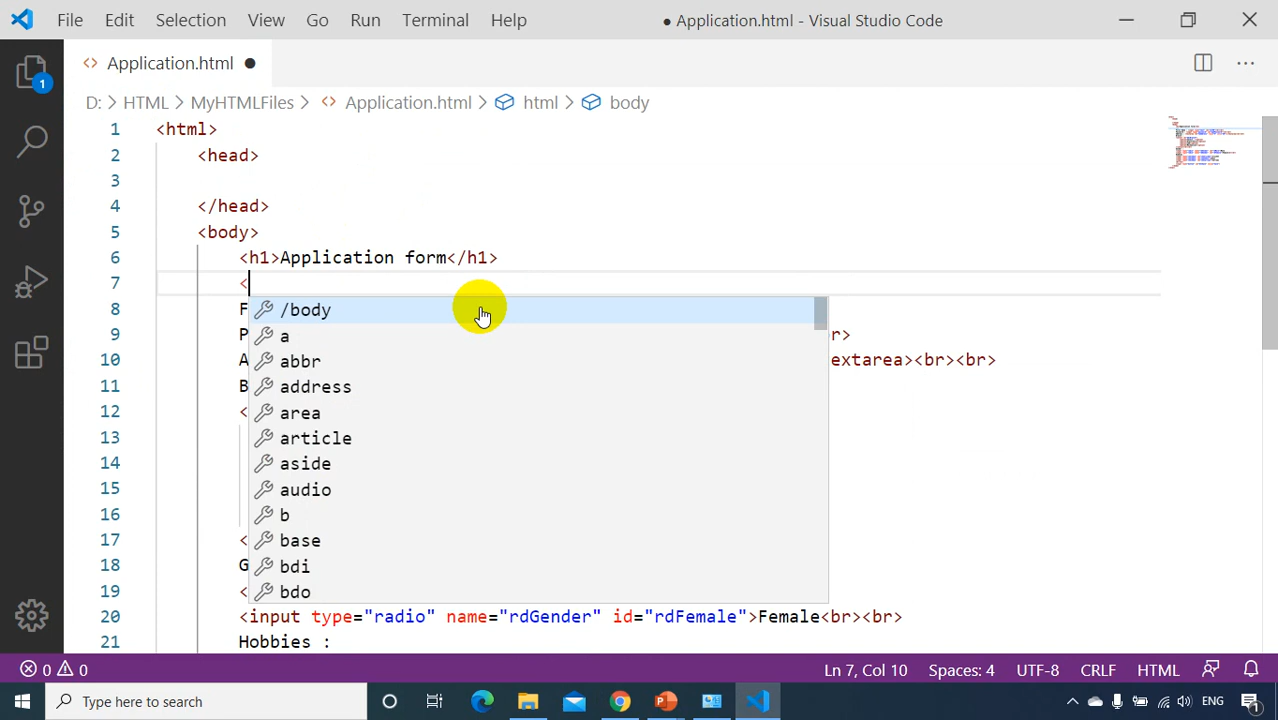 File Edit Selection View Go Run Terminal Help ● Application.html - Visual Studio Code
<> Application.html ●
1
D: > HTML > MyHTMLFiles > <> Application.html > html > body
1 <html>
2 <head>
3
4 </head>
5 <body>
6 <h1>Application form</h1>
7 <
8 F
/body
9 P r>
a
10 A extarea><br><br>
abbr
11 B
address
12 <
area
13
article
14
aside
15
audio
16
b
17 <
base
18 G
bdi
19 <
bdo
20 <input type="radio" name="rdGender" id="rdFemale">Female<br><br>
21 Hobbies :
0 0 Ln 7, Col 10 Spaces: 4 UTF-8 CRLF HTML
Type here to search ENG 1